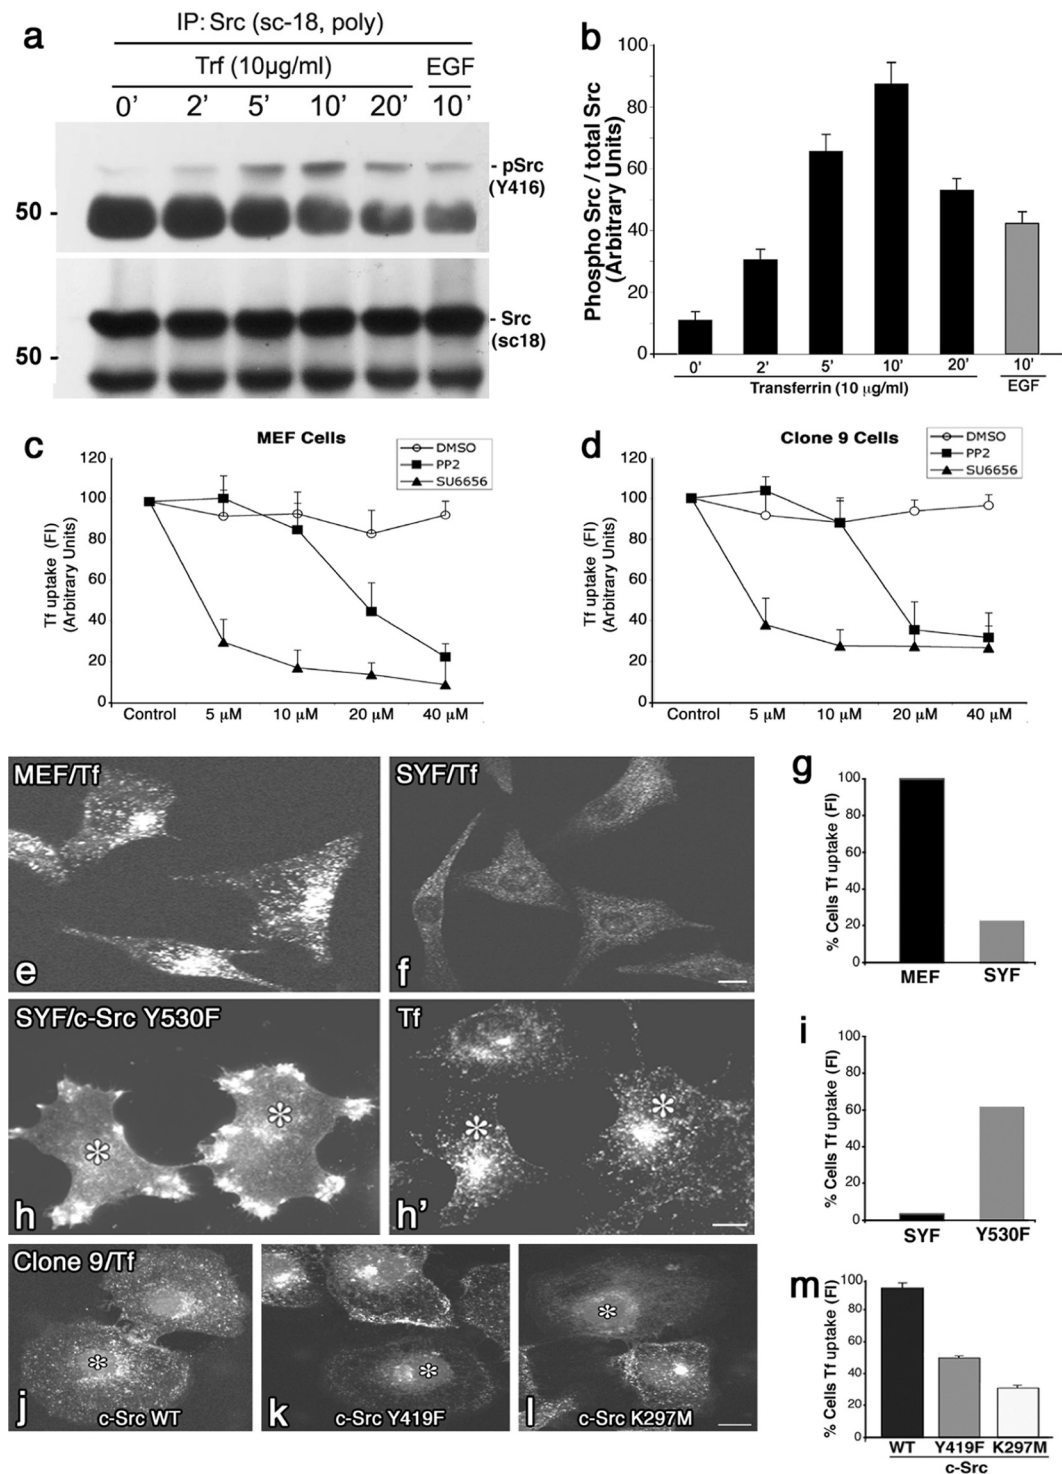 a
IP: Src (sc-18, poly)
Trf (10µg/ml) EGF
0' 2' 5' 10' 20' 10'
- pSrc
(Y416)
50 -
- Src
(sc18)
50 -
b
Phospho Src / total Src
(Arbitrary Units)
100
80
60
40
20
0
0' 2' 5' 10' 20' 10'
Transferrin (10 µg/ml) EGF
c
MEF Cells
DMSO
PP2
SU6656
Tf uptake (FI)
(Arbitrary Units)
120
100
80
60
40
20
0
Control 5 µM 10 µM 20 µM 40 µM
d
Clone 9 Cells
DMSO
PP2
SU6656
Tf uptake (FI)
(Arbitrary Units)
120
100
80
60
40
20
0
Control 5 µM 10 µM 20 µM 40 µM
MEF/Tf
e
SYF/Tf
f
g
% Cells Tf uptake (FI)
100
80
60
40
20
0
MEF SYF
SYF/c-Src Y530F
* *
h
Tf
* *
h'
i
% Cells Tf uptake (FI)
100
80
60
40
20
0
SYF Y530F
Clone 9/Tf
*
j
c-Src WT
*
k
c-Src Y419F
*
l
c-Src K297M
m
% Cells Tf uptake (FI)
100
80
60
40
20
0
WT Y419F K297M
c-Src